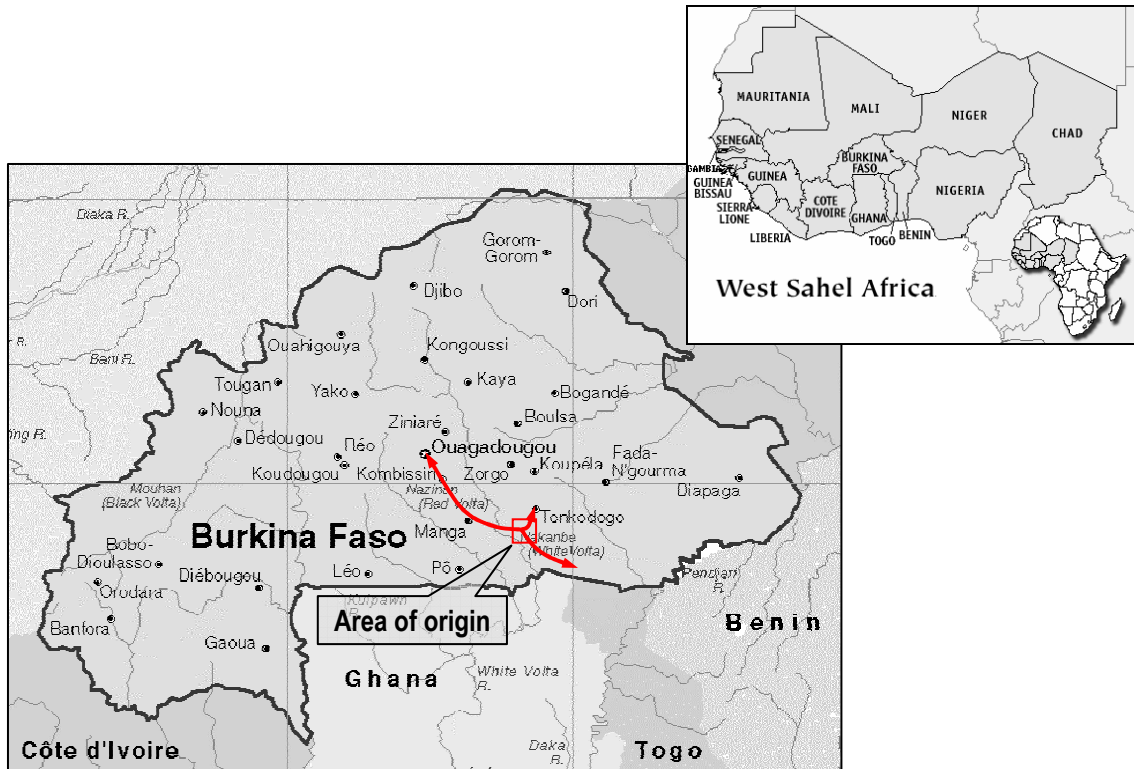 MAURITANIA
MALI
NIGER
CHAD
SENEGAL
GAMBIA
GUINEA
BISSAU
GUINEA
SIERRA
LIONE
LIBERIA
COTE
DIVOIRE
BURKINA
FASO
GHANA
TOGO
BENIN
NIGERIA
West Sahel Africa
Diaka R.
Gorom-
Gorom
Djibo
Dori
Ouahigouya
Kongoussi
Bani R.
Tougan
Yako
Kaya
Bogandé
Nouna
Ziniaré
Boulsa
Dédougou
Réo
Ouagadougou
Fada-
N'gourma
Koudougou
Kombissiri
Zorgo
Koupéla
Diapaga
Mouhan
(Black Volta)
Nazinon
(Red Volta)
Tenkodogo
Manga
Nakanbe
(White Volta)
Burkina Faso
Bobo-
Dioulasso
Diébougou
Léo
Pô
Pendjari
R.
Orodara
Banfora
Kulpawn
Area of origin
Gaoua
Benin
Ghana
White Volta
R.
Daka
R.
Côte d'Ivoire
Togo